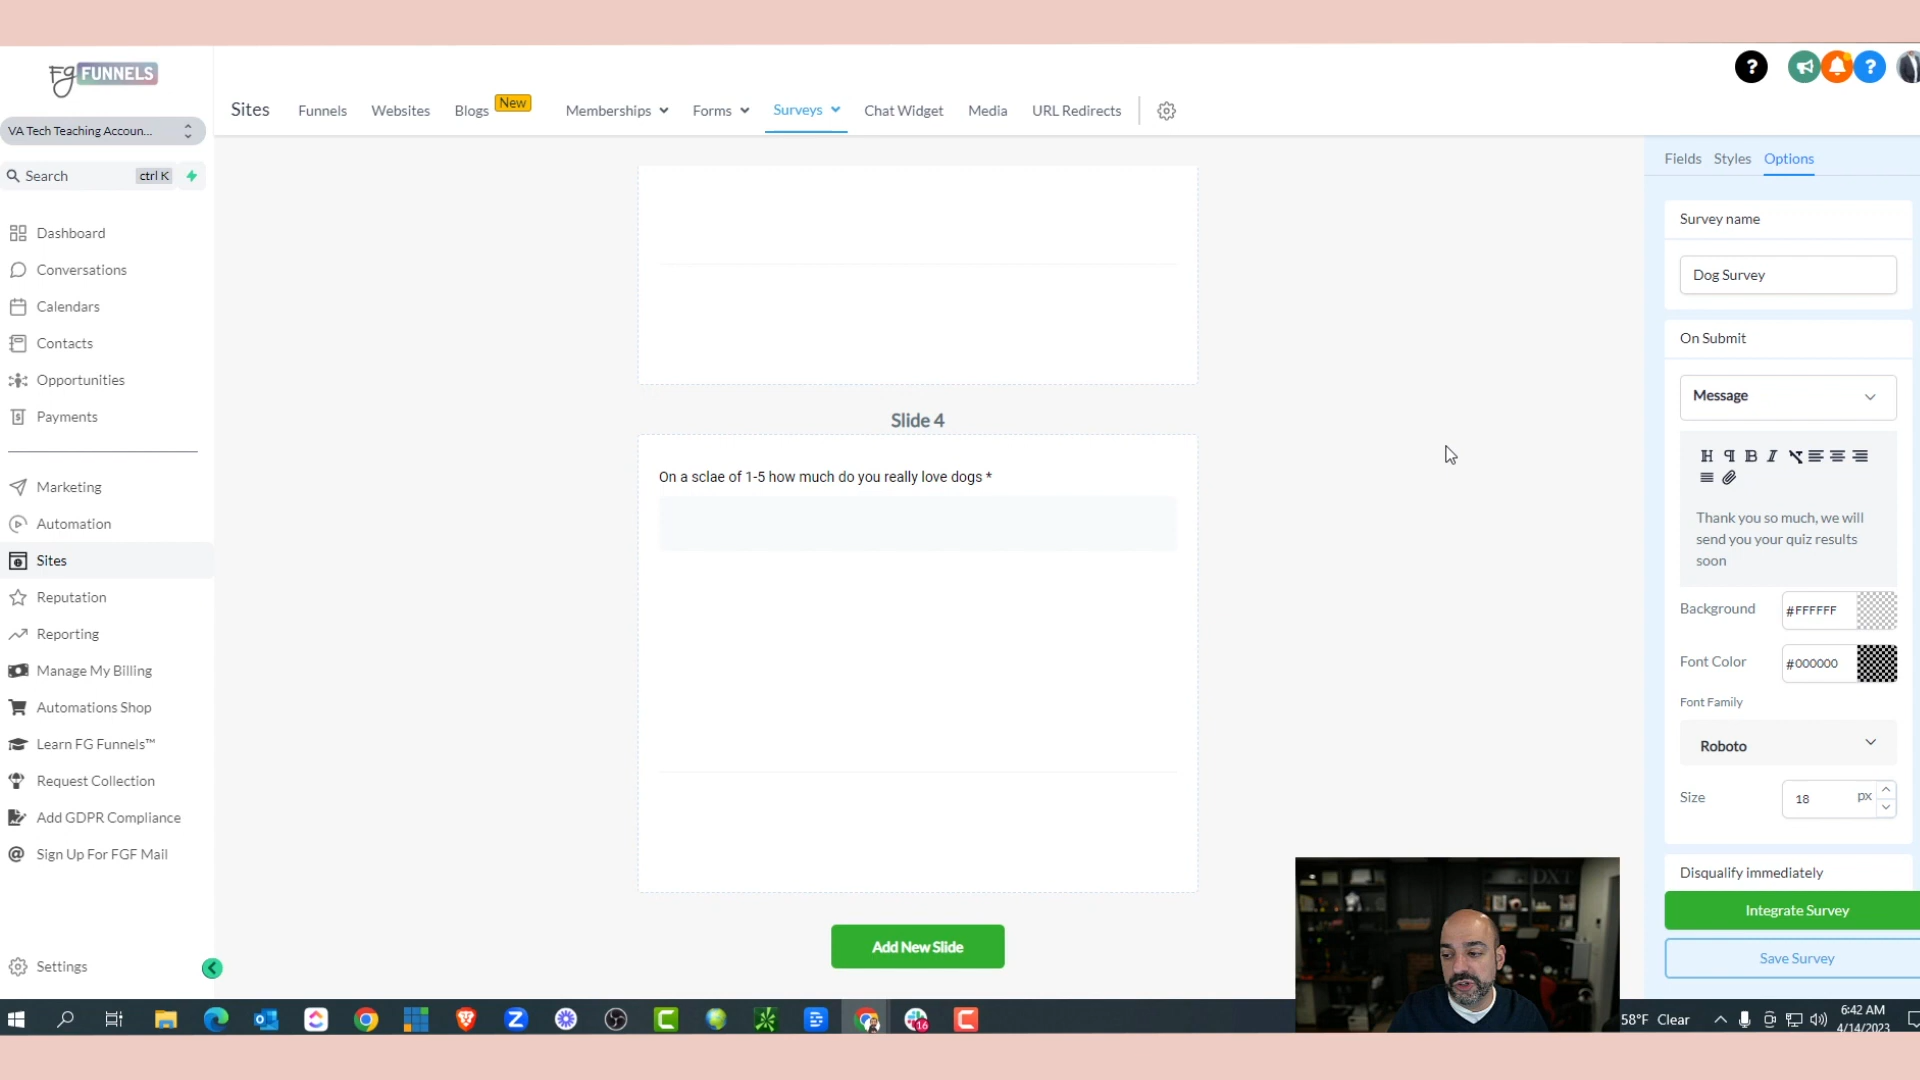 fg FUNNELS
VA Tech Teaching Accoun...
Search ctrl K
Dashboard
Conversations
Calendars
Contacts
Opportunities
Payments
Marketing
Automation
Sites
Reputation
Reporting
Manage My Billing
Automations Shop
Learn FG Funnels™
Request Collection
Add GDPR Compliance
Sign Up For FGF Mail
Settings
Sites Funnels Websites Blogs New Memberships Forms Surveys Chat Widget Media URL Redirects
Slide 4
On a sclae of 1-5 how much do you really love dogs *
Add New Slide
Fields Styles Options
Survey name
Dog Survey
On Submit
Message
Thank you so much, we will
send you your quiz results
soon
Background #FFFFFF
Font Color #000000
Font Family
Roboto
Size 18 px
Disqualify immediately
Integrate Survey
Save Survey
DXT
16
58°F Clear
6:42 AM
4/14/2023